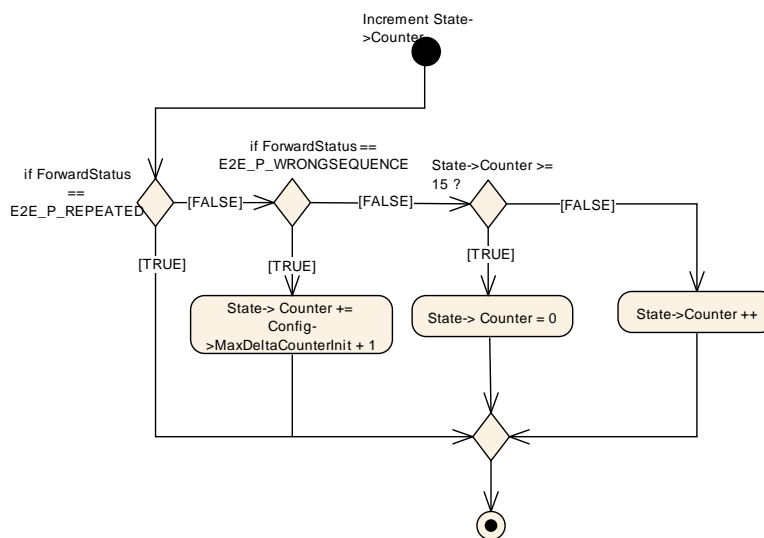 Increment State-
>Counter
if ForwardStatus
==
E2E_P_REPEATED
if ForwardStatus ==
E2E_P_WRONGSEQUENCE
State->Counter >=
15 ?
[FALSE]
[FALSE]
[FALSE]
[TRUE]
[TRUE]
[TRUE]
State-> Counter +=
Config-
>MaxDeltaCounterInit + 1
State-> Counter = 0
State->Counter ++